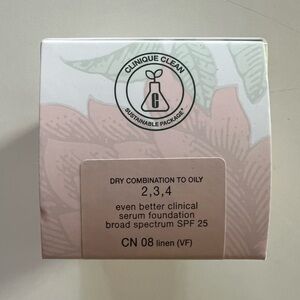 CLINIQUE CLEAN
C
SUSTAINABLE PACKAGE*
DRY COMBINATION TO OILY
2,3,4
even better clinical
serum foundation
broad spectrum SPF 25
CN 08 linen (VF)